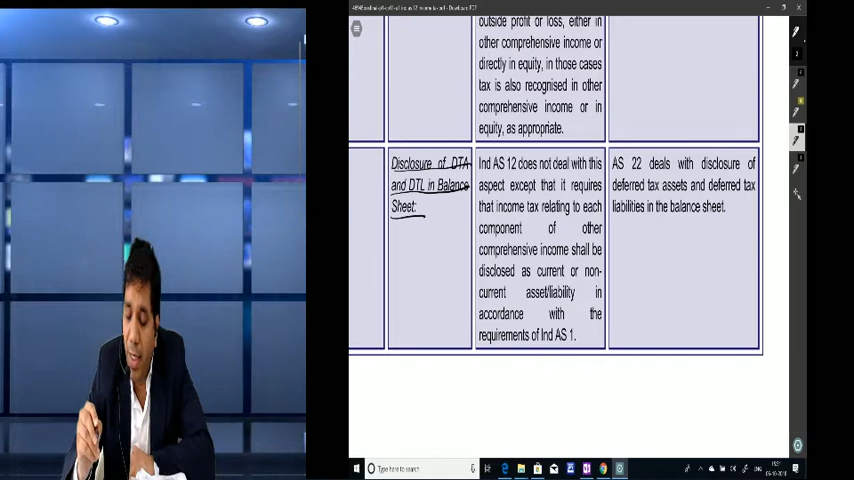 outside profit or loss, either in
other comprehensive income or
directly in equity, in those cases
tax is also recognised in other
comprehensive income or in
equity, as appropriate.
Disclosure of DTA
and DTL in Balance
Sheet:
Ind AS 12 does not deal with this
aspect except that it requires
that income tax relating to each
component of other
comprehensive income shall be
disclosed as current or non-
current asset/liability in
accordance with the
requirements of Ind AS 1.
AS 22 deals with disclosure of
deferred tax assets and deferred tax
liabilities in the balance sheet.
Type here to search
ENG